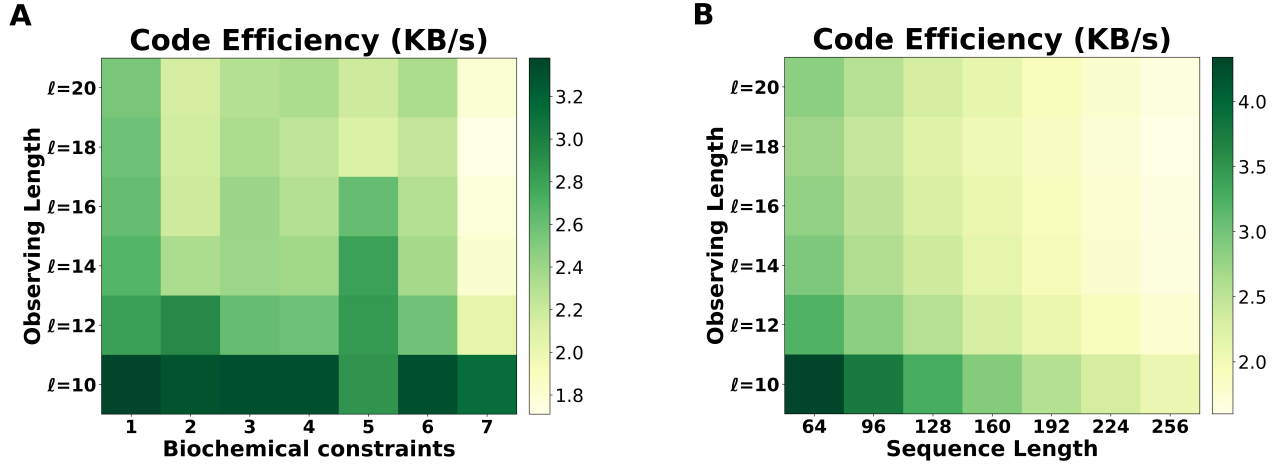 A
Code Efficiency (KB/s)
Observing Length
ℓ=20
ℓ=18
ℓ=16
ℓ=14
ℓ=12
ℓ=10
1 2 3 4 5 6 7
Biochemical constraints
3.2
3.0
2.8
2.6
2.4
2.2
2.0
1.8
B
Code Efficiency (KB/s)
Observing Length
ℓ=20
ℓ=18
ℓ=16
ℓ=14
ℓ=12
ℓ=10
64 96 128 160 192 224 256
Sequence Length
4.0
3.5
3.0
2.5
2.0